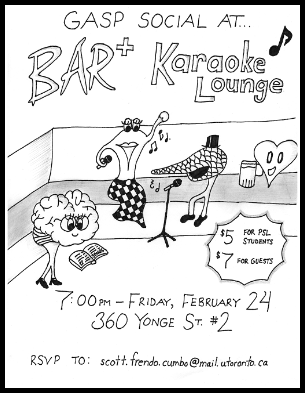 GASP SOCIAL AT...
BAR+ Karaoke
Lounge
$5 FOR PSL
STUDENTS
$7 FOR GUESTS
7:00PM - FRIDAY, FEBRUARY 24
360 YONGE ST. #2
RSVP TO: scott.frendo.cumbo@mail.utoronto.ca